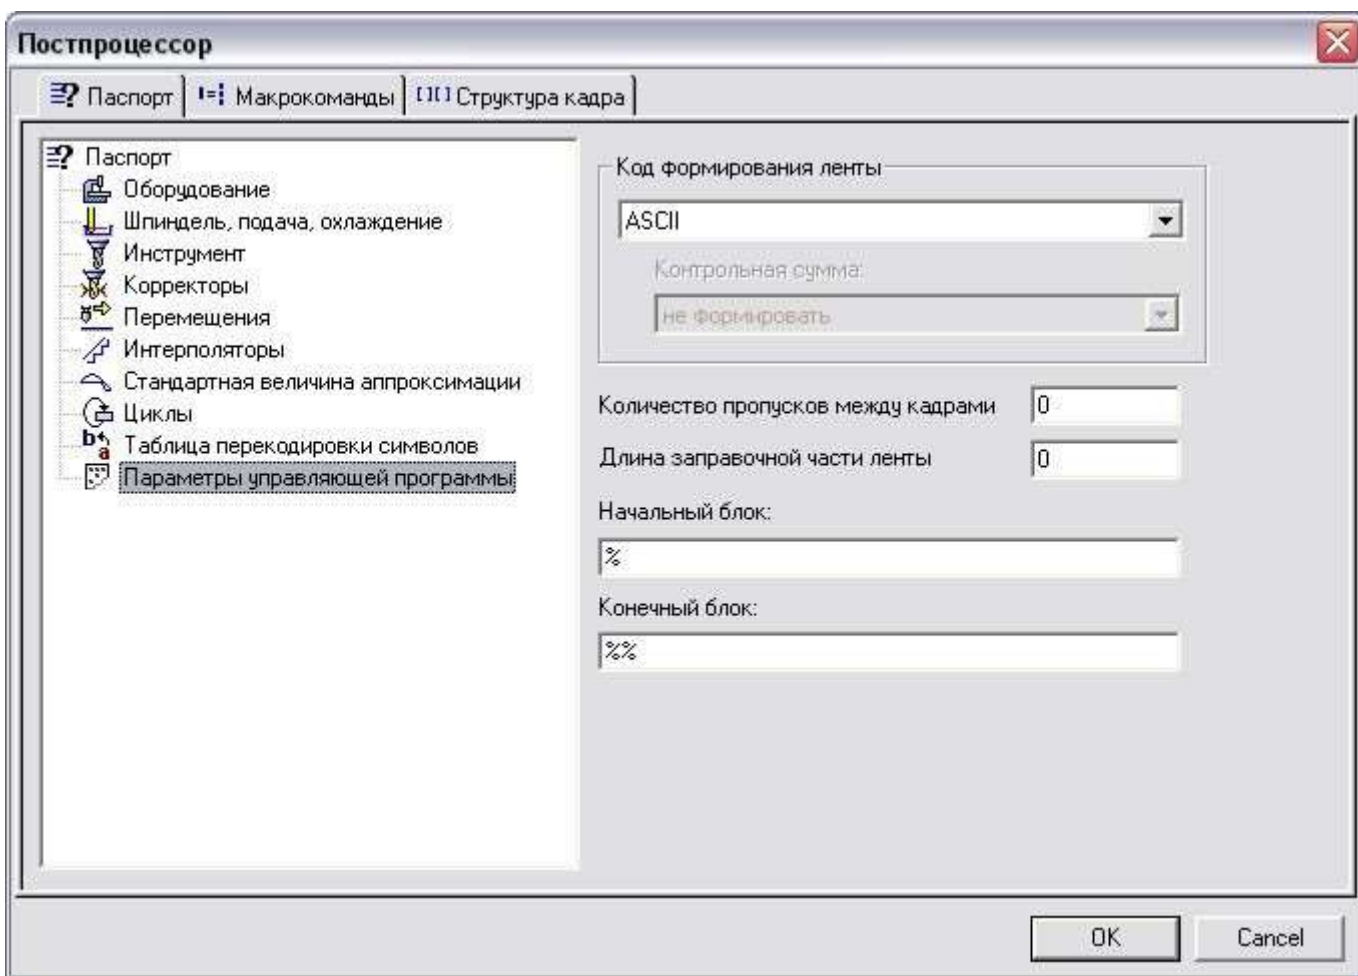 Постпроцессор
Паспорт Макрокоманды Структура кадра
Паспорт
Оборудование
Шпиндель, подача, охлаждение
Инструмент
Корректоры
Перемещения
Интерполяторы
Стандартная величина аппроксимации
Циклы
Таблица перекодировки символов
Параметры управляющей программы
Код формирования ленты
ASCII
Контрольная сумма:
не формировать
Количество пропусков между кадрами 0
Длина заправочной части ленты 0
Начальный блок:
%
Конечный блок:
%%
OK Cancel